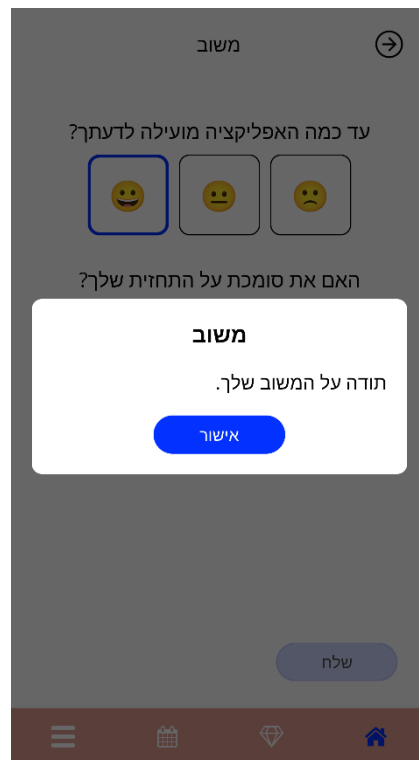 משוב
עד כמה האפליקציה מועילה לדעתך?
האם את סומכת על התחזית שלך?
משוב
תודה על המשוב שלך.
אישור
שלח